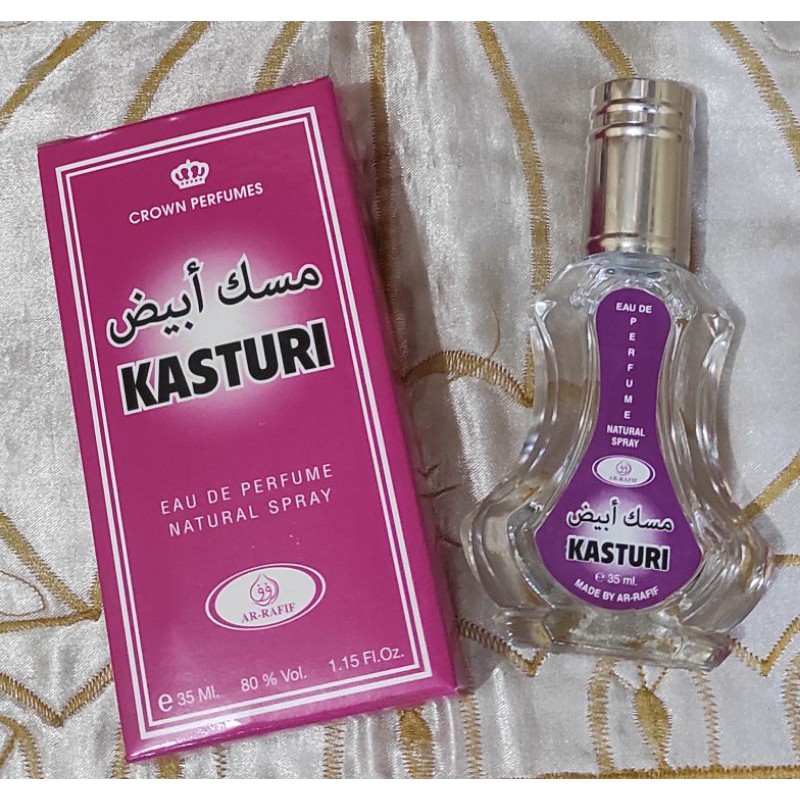 CROWN PERFUMES
مسك أبيض
KASTURI
EAU DE PERFUME
NATURAL SPRAY
AR-RAFIF
e 35 Ml.   80 % Vol.   1.15 Fl.Oz.
EAU DE
PERFUME
NATURAL
SPRAY
AR-RAFIF
مسك أبيض
KASTURI
e 35 ml.
MADE BY AR-RAFIF